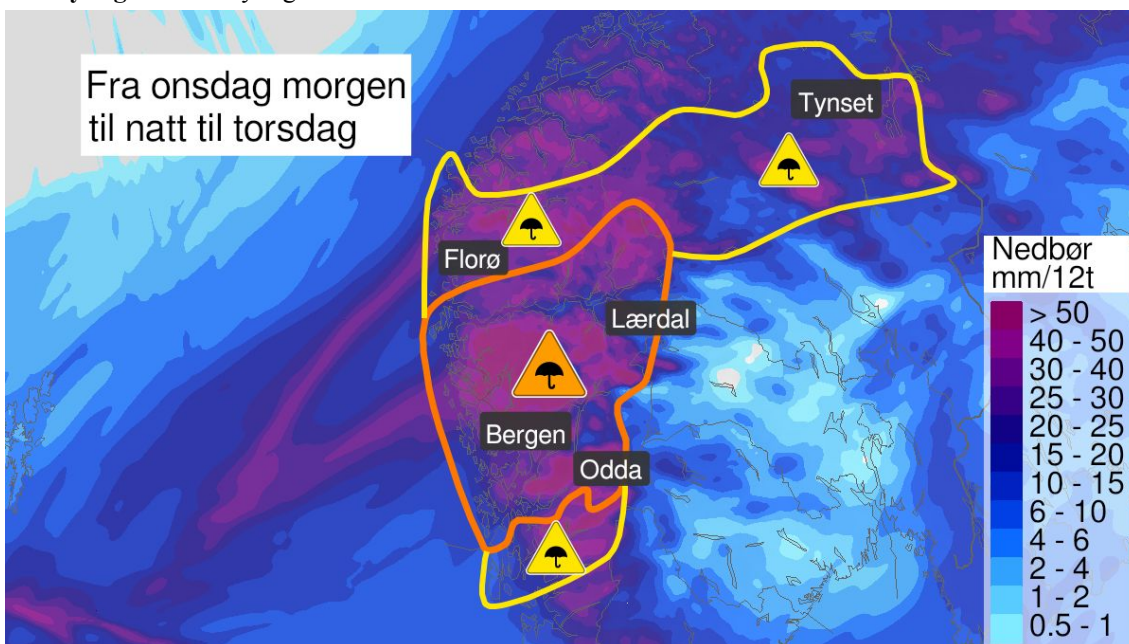 Fra onsdag morgen
til natt til torsdag
Tynset
Florø
Lærdal
Bergen
Odda
Nedbør
mm/12t
> 50
40 - 50
30 - 40
25 - 30
20 - 25
15 - 20
10 - 15
6 - 10
4 - 6
2 - 4
1 - 2
0.5 - 1